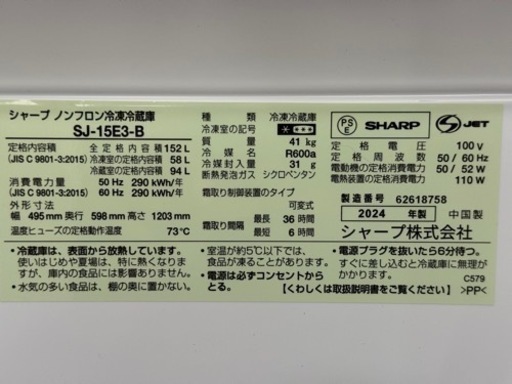 シャープ ノンフロン冷凍冷蔵庫
SJ-15E3-B
定格内容積 全定格内容積 152 L
(JIS C 9801-3:2015) 冷凍室の定格内容積 58 L
冷蔵室の定格内容積 94 L
消費電力量 50 Hz 290 kWh/年
(JIS C 9801-3:2015) 60 Hz 290 kWh/年
外形寸法
幅 495 mm 奥行 598 mm 高さ 1203 mm
温度ヒューズの定格動作温度 73℃
種類 冷凍冷蔵庫
冷凍室の記号
質量 41 kg
冷媒 R600a
冷媒封入量 31 g
断熱発泡ガス シクロペンタン
霜取り制御装置のタイプ
霜取り間隔 最長 36 時間
最短 6 時間
PS
E
SHARP
S JET
定格電圧 100 V
定格周波数 50 / 60 Hz
電動機の定格消費電力 50 / 52 W
電熱装置の定格消費電力 110 W
製造番号 62618758
2024 年製 中国製
シャープ株式会社
・冷蔵庫は、表面から放熱しています。
使いはじめや夏場は、特に熱くなります
が、庫内の食品には影響ありません。
・水気の多い食品は、棚の奥に置かない。
・室温が約5℃以下では、
食品が凍ることがあります。
・電源は必ずコンセントから
とる。
・電源プラグを抜いたら6分待つ。
すぐに差し込むと冷蔵庫に無理が
かかります。
C579
【くわしくは取扱説明書をご覧ください】 >PP<